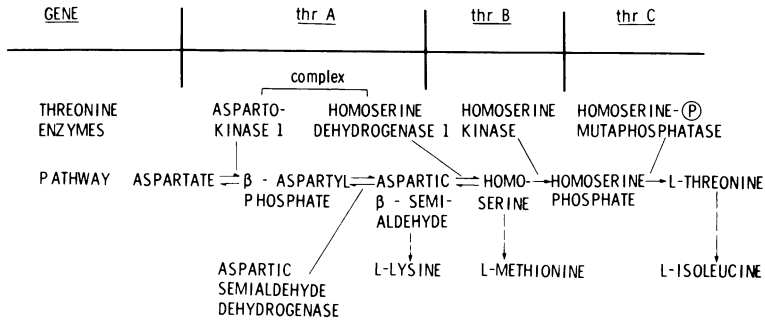 GENE thr A thr B thr C
complex
THREONINE ASPARTO- HOMOSERINE HOMOSERINE HOMOSERINE-Ⓟ
ENZYMES KINASE 1 DEHYDROGENASE 1 KINASE MUTAPHOSPHATASE
PATHWAY ASPARTATE β - ASPARTYL ASPARTIC HOMO- HOMOSERINE L-THREONINE
PHOSPHATE β - SEMI- SERINE PHOSPHATE
ALDEHYDE
ASPARTIC L-LYSINE L-METHIONINE L-ISOLEUCINE
SEMIALDEHYDE
DEHYDROGENASE